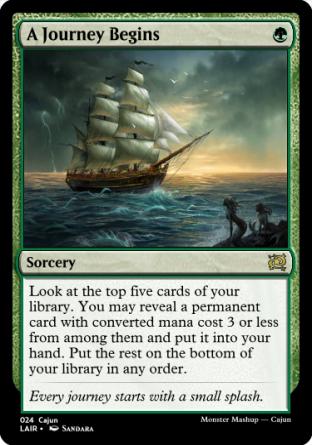 A Journey Begins
Sorcery
Look at the top five cards of your
library. You may reveal a permanent
card with converted mana cost 3 or less
from among them and put it into your
hand. Put the rest on the bottom of
your library in any order.
Every journey starts with a small splash.
024 Cajun
Monster Mashup — Cajun
LAIR • SANDARA